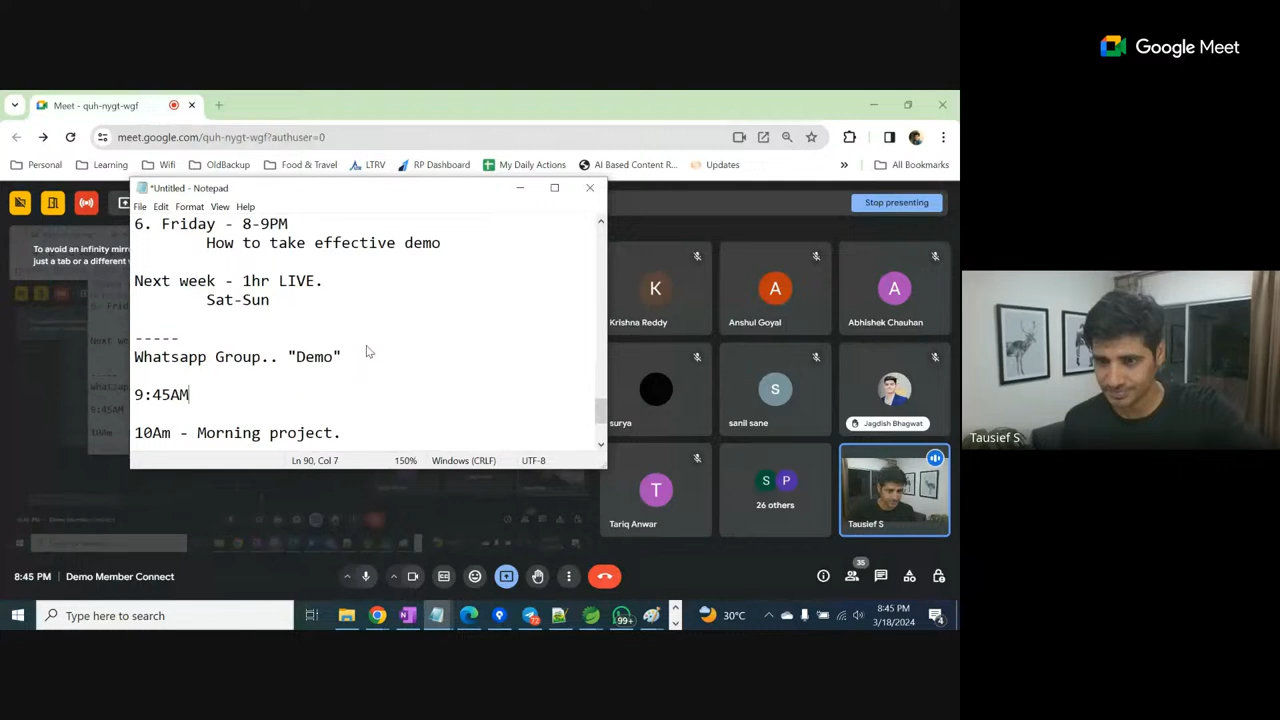 Google Meet
Meet - quh-nygt-wgf
meet.google.com/quh-nygt-wgf?authuser=0
Personal
Learning
Wifi
OldBackup
Food & Travel
LTRV
RP Dashboard
My Daily Actions
AI Based Content R...
Updates
»
All Bookmarks
*Untitled - Notepad
Stop presenting
File Edit Format View Help
6. Friday - 8-9PM
How to take effective demo
Next week - 1hr LIVE.
Sat-Sun
-----
Whatsapp Group.. "Demo"
9:45AM
10Am - Morning project.
Ln 90, Col 7
150%
Windows (CRLF)
UTF-8
To avoid an infinity mirr
just a tab or a different
K
Krishna Reddy
A
Anshul Goyal
A
Abhishek Chauhan
surya
s
sanil sane
Jagdish Bhagwat
T
Tariq Anwar
S P
26 others
Tausief S
Tausief S
8:45 PM
Demo Member Connect
35
Type here to search
72
99+
30°C
8:45 PM
3/18/2024
4